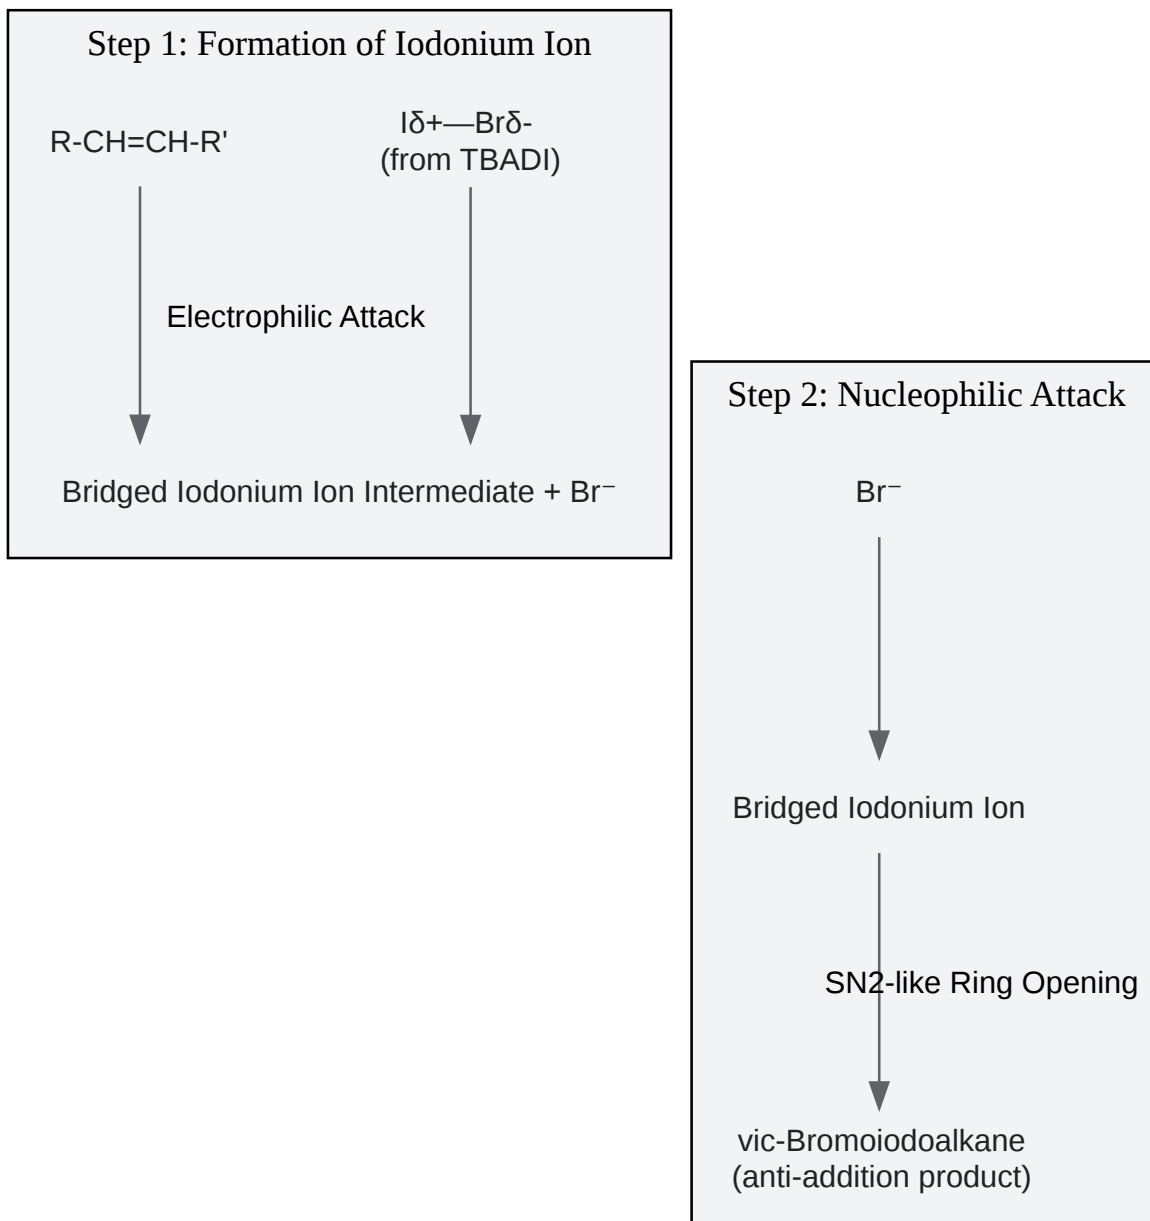 Step 1: Formation of Iodonium Ion
R-CH=CH-R'
Iδ+—Brδ-
(from TBADI)
Electrophilic Attack
Bridged Iodonium Ion Intermediate + Br⁻
Step 2: Nucleophilic Attack
Br⁻
Bridged Iodonium Ion
SN2-like Ring Opening
vic-Bromoiodoalkane
(anti-addition product)